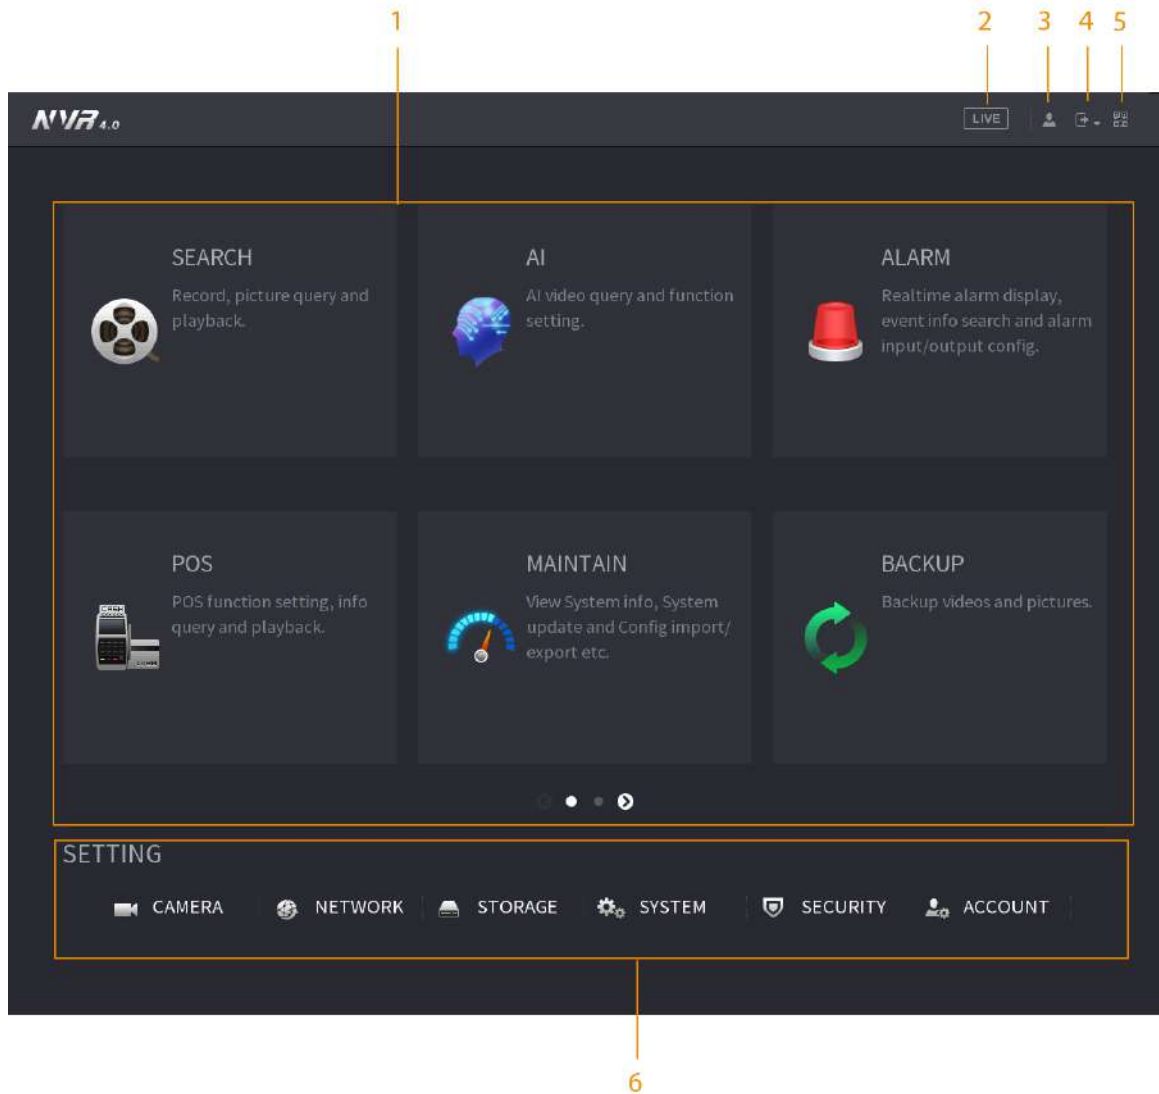 1
2 3 4 5
NVR 4.0
LIVE
SEARCH
Record, picture query and
playback.
AI
AI video query and function
setting.
ALARM
Realtime alarm display,
event info search and alarm
input/output config.
POS
POS function setting, info
query and playback.
CASH
MAINTAIN
View System info, System
update and Config import/
export etc.
BACKUP
Backup videos and pictures.
SETTING
CAMERA NETWORK STORAGE SYSTEM SECURITY ACCOUNT
6